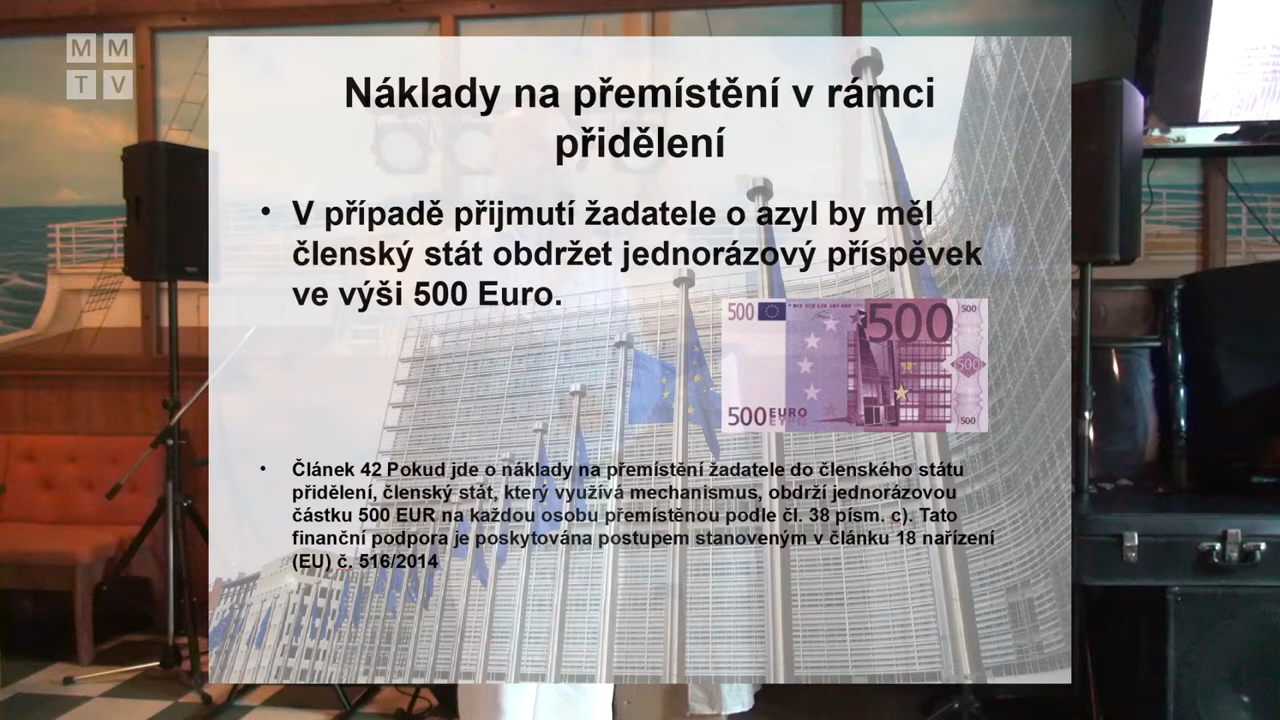 M M
T V
Náklady na přemístění v rámci
přidělení
• V případě přijmutí žadatele o azyl by měl
členský stát obdržet jednorázový příspěvek
ve výši 500 Euro.
500
500
500
500
500 EURO
ΕΥΡΩ
500
• Článek 42 Pokud jde o náklady na přemístění žadatele do členského státu
přidělení, členský stát, který využívá mechanismus, obdrží jednorázovou
částku 500 EUR na každou osobu přemístěnou podle čl. 38 písm. c). Tato
finanční podpora je poskytována postupem stanoveným v článku 18 nařízení
(EU) č. 516/2014